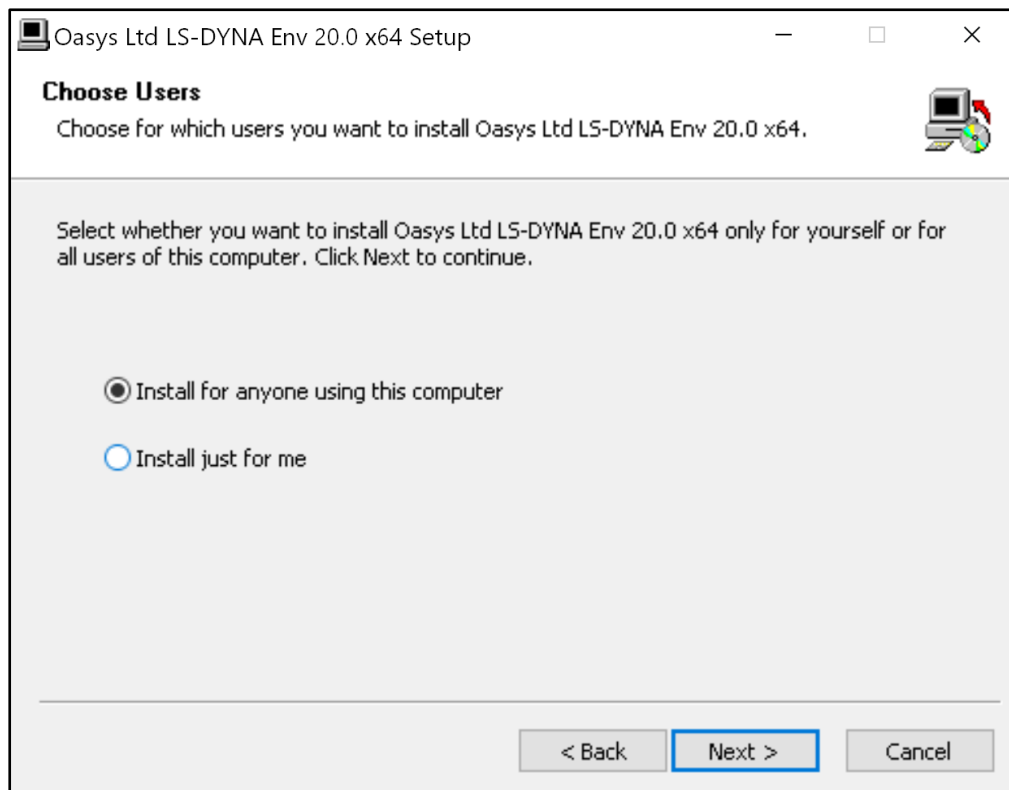 Oasys Ltd LS-DYNA Env 20.0 x64 Setup
Choose Users
Choose for which users you want to install Oasys Ltd LS-DYNA Env 20.0 x64.
Select whether you want to install Oasys Ltd LS-DYNA Env 20.0 x64 only for yourself or for
all users of this computer. Click Next to continue.
Install for anyone using this computer
Install just for me
< Back Next > Cancel